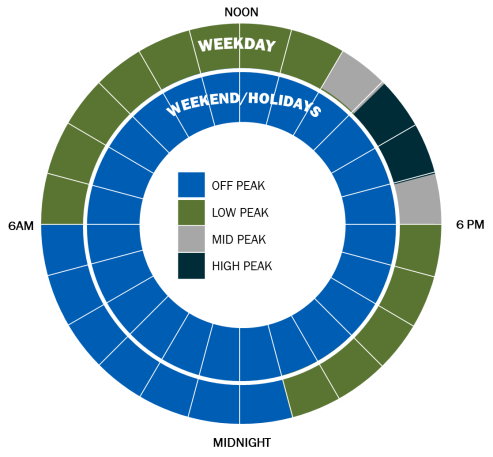 NOON
WEEKDAY
WEEKEND/HOLIDAYS
OFF PEAK
LOW PEAK
MID PEAK
HIGH PEAK
6AM
6 PM
MIDNIGHT